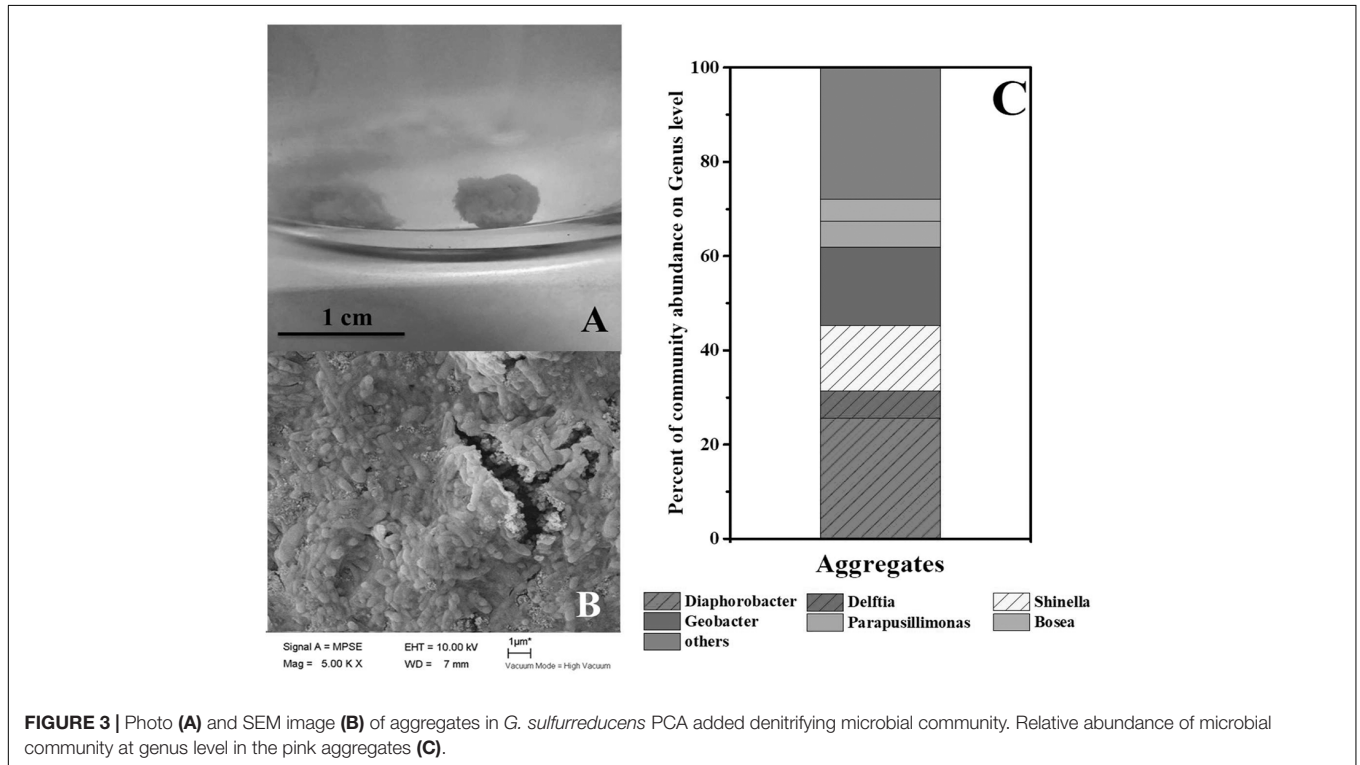 1 cm
A
B
Signal A = MPSE
EHT = 10.00 kV
1μm*
Mag = 5.00 K X
WD = 7 mm
Vacuum Mode = High Vacuum
C
Percent of community abundance on Genus level
100
80
60
40
20
0
Aggregates
Diaphorobacter
Delftia
Shinella
Geobacter
Parapusillimonas
Bosea
others
FIGURE 3 | Photo (A) and SEM image (B) of aggregates in G. sulfurreducens PCA added denitrifying microbial community. Relative abundance of microbial
community at genus level in the pink aggregates (C).